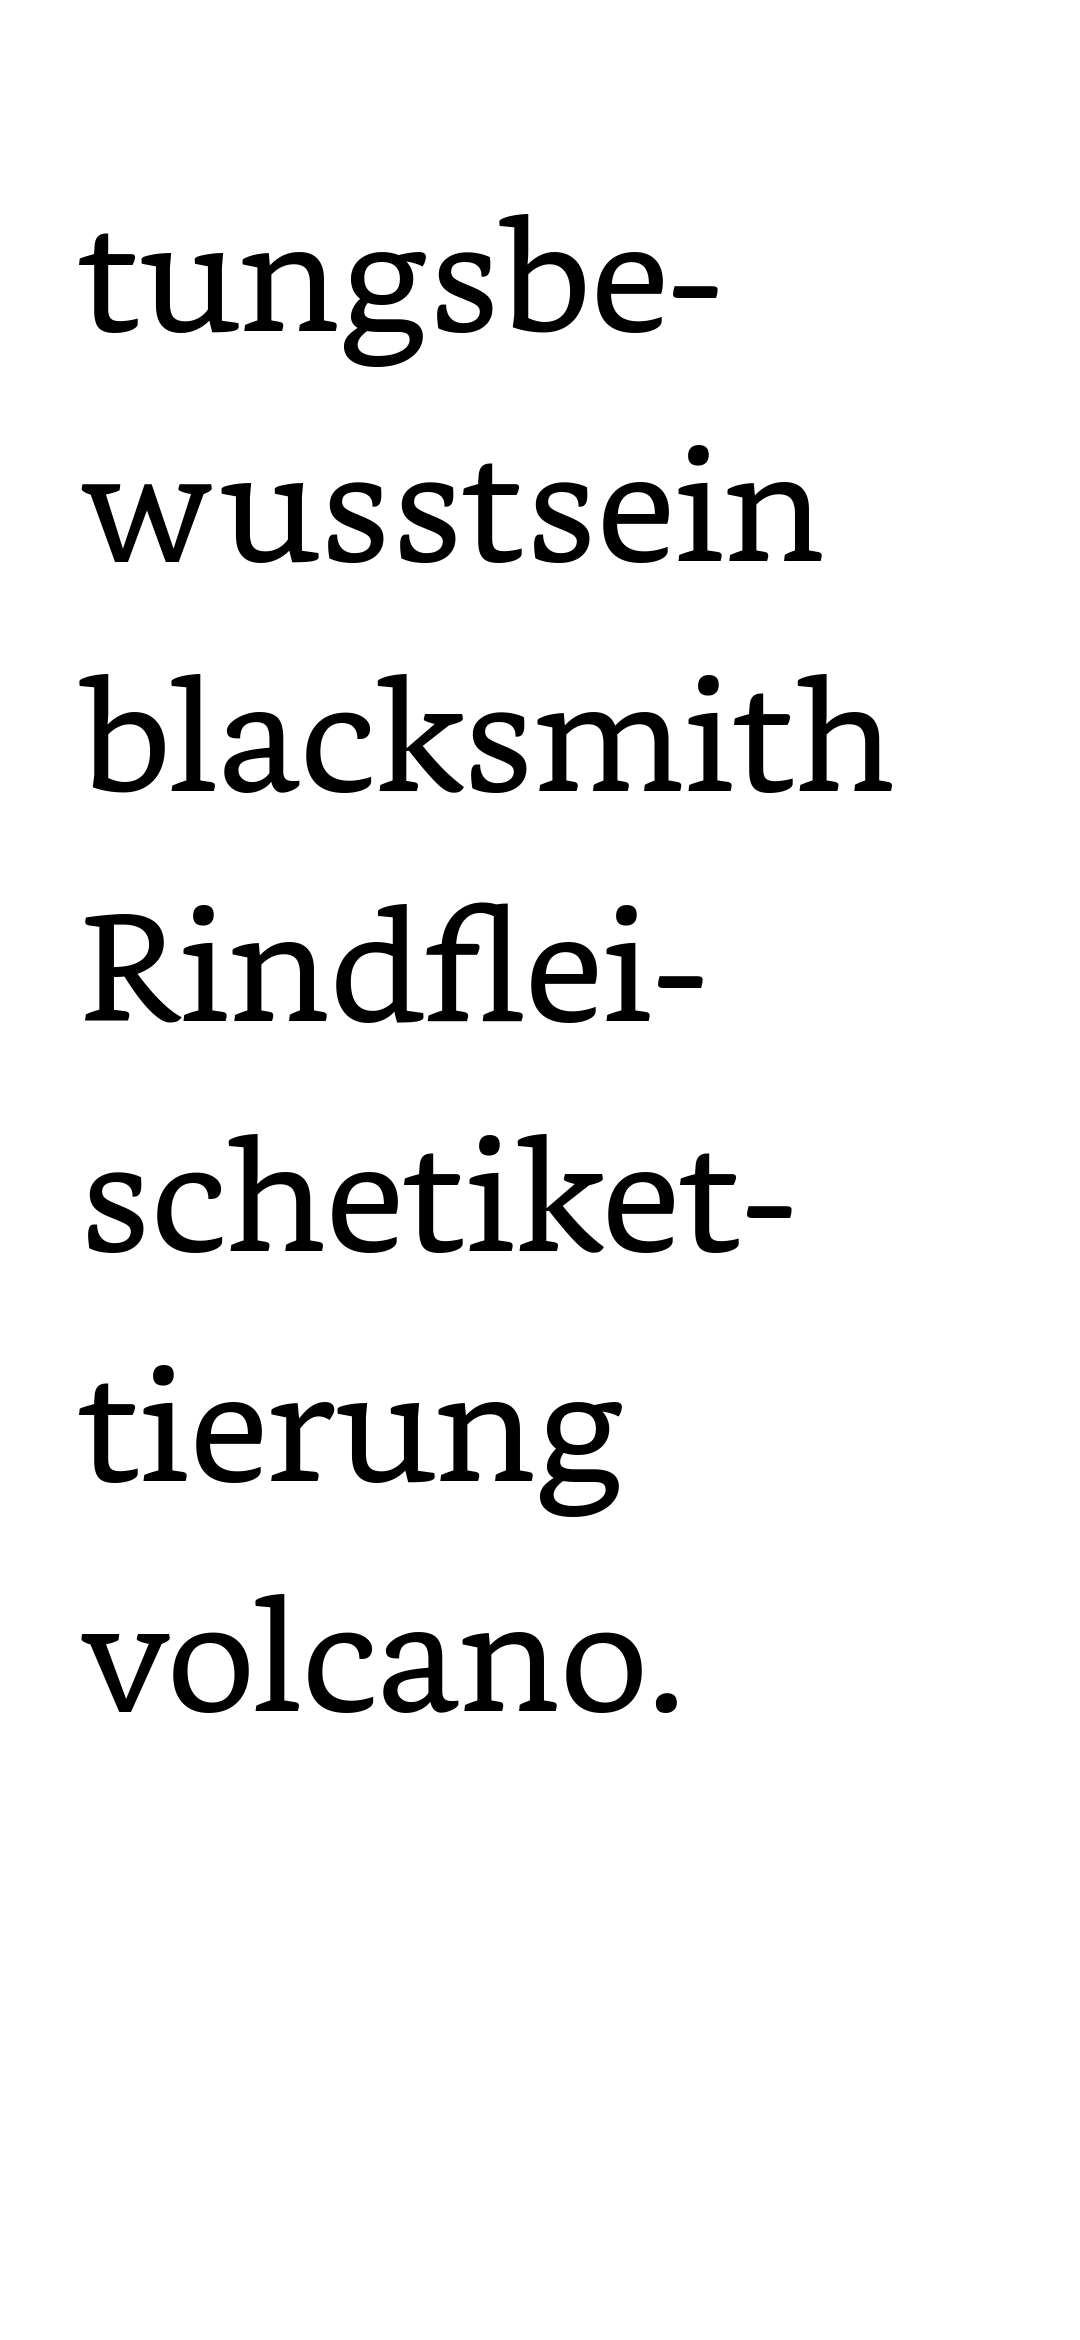 tungsbe-
wusstsein
blacksmith
Rindflei-
schetiket-
tierung
volcano.